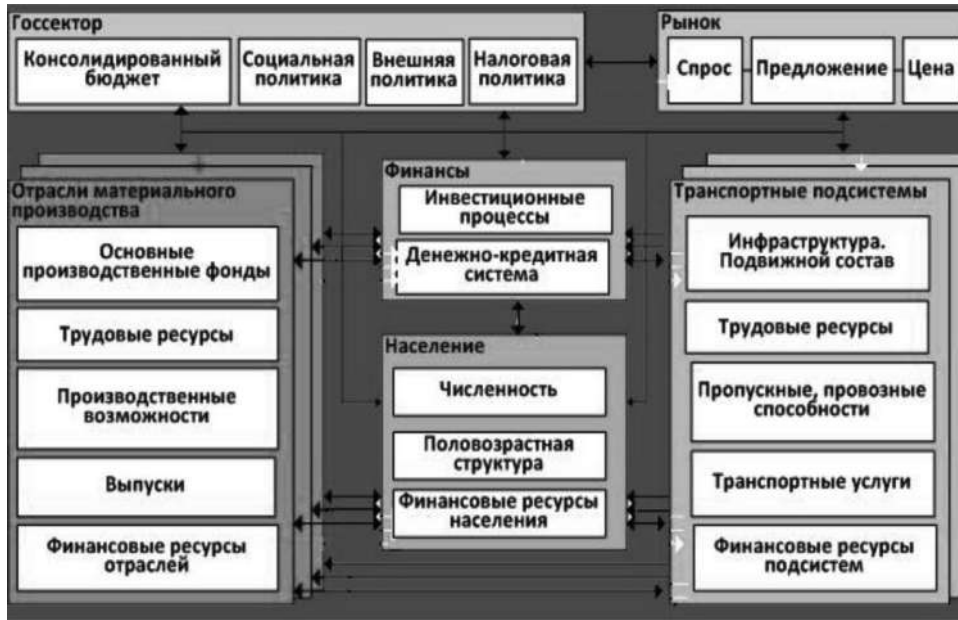 Госсектор
Консолидированный
бюджет
Социальная
политика
Внешняя
политика
Налоговая
политика
Рынок
Спрос
Предложение
Цена
Отрасли материального
производства
Основные
производственные фонды
Трудовые ресурсы
Производственные
возможности
Выпуски
Финансовые ресурсы
отраслей
Финансы
Инвестиционные
процессы
Денежно-кредитная
система
Население
Численность
Половозрастная
структура
Финансовые ресурсы
населения
Транспортные подсистемы
Инфраструктура.
Подвижной состав
Трудовые ресурсы
Пропускные, провозные
способности
Транспортные услуги
Финансовые ресурсы
подсистем